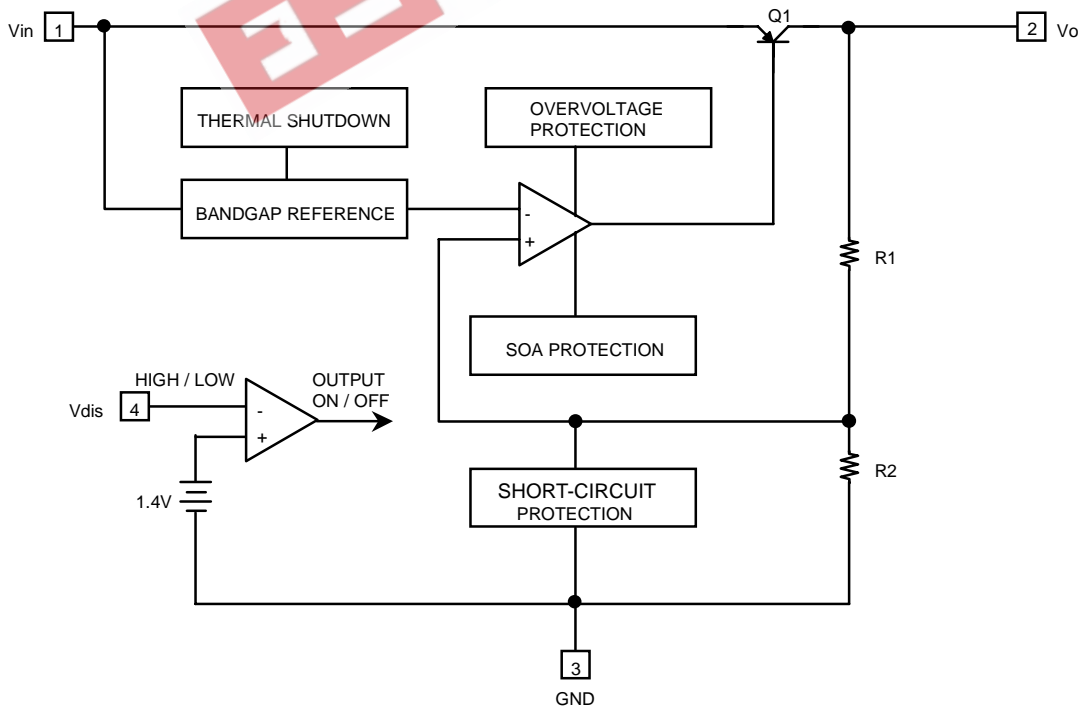 Q1
Vin 1
2 Vo
THERMAL SHUTDOWN
OVERVOLTAGE
PROTECTION
BANDGAP REFERENCE
-
+
R1
SOA PROTECTION
HIGH / LOW
OUTPUT
ON / OFF
Vdis 4
-
+
1.4V
R2
SHORT-CIRCUIT
PROTECTION
3
GND